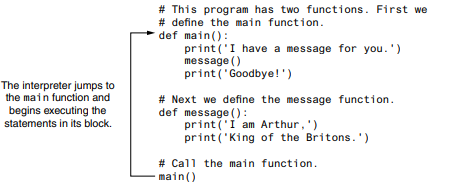 # This program has two functions. First we
# define the main function.
def main():
    print('I have a message for you.')
    message()
    print('Goodbye!')
The interpreter jumps to
the main function and
begins executing the
statements in its block.
# Next we define the message function.
def message():
    print('I am Arthur,')
    print('King of the Britons.')
# Call the main function.
main()